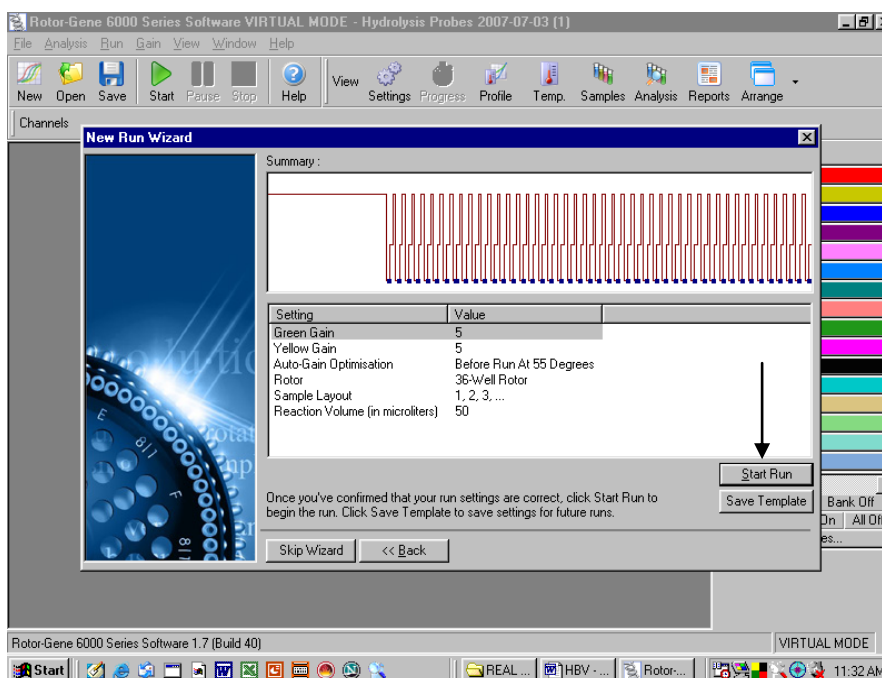 Rotor-Gene 6000 Series Software VIRTUAL MODE - Hydrolysis Probes 2007-07-03 (1)
File Analysis Run Gain View Window Help
New Open Save Start Pause Stop Help View Settings Progress Profile Temp. Samples Analysis Reports Arrange
Channels
New Run Wizard
Summary :
Setting Value
Green Gain 5
Yellow Gain 5
Auto-Gain Optimisation Before Run At 55 Degrees
Rotor 36-Well Rotor
Sample Layout 1, 2, 3, ...
Reaction Volume (in microliters) 50
Start Run
Once you've confirmed that your run settings are correct, click Start Run to
begin the run. Click Save Template to save settings for future runs.
Save Template
Bank Off
On All Off
es...
Skip Wizard << Back
Rotor-Gene 6000 Series Software 1.7 (Build 40) VIRTUAL MODE
Start REAL ... HBV - ... Rotor-... 11:32 AM